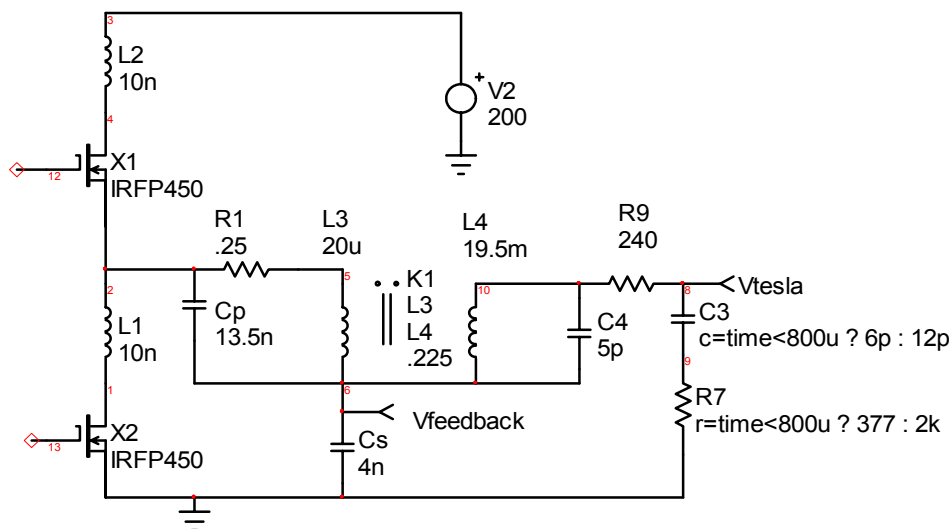 3
L2
10n
+
V2
200
4
X1
12
IRFP450
R1
.25
L3
20u
L4
19.5m
R9
240
5
K1
L3
L4
.225
10
8
Vtesla
2
Cp
13.5n
L1
10n
C4
5p
C3
c=time<800u ? 6p : 12p
9
1
6
Vfeedback
R7
r=time<800u ? 377 : 2k
X2
13
IRFP450
Cs
4n